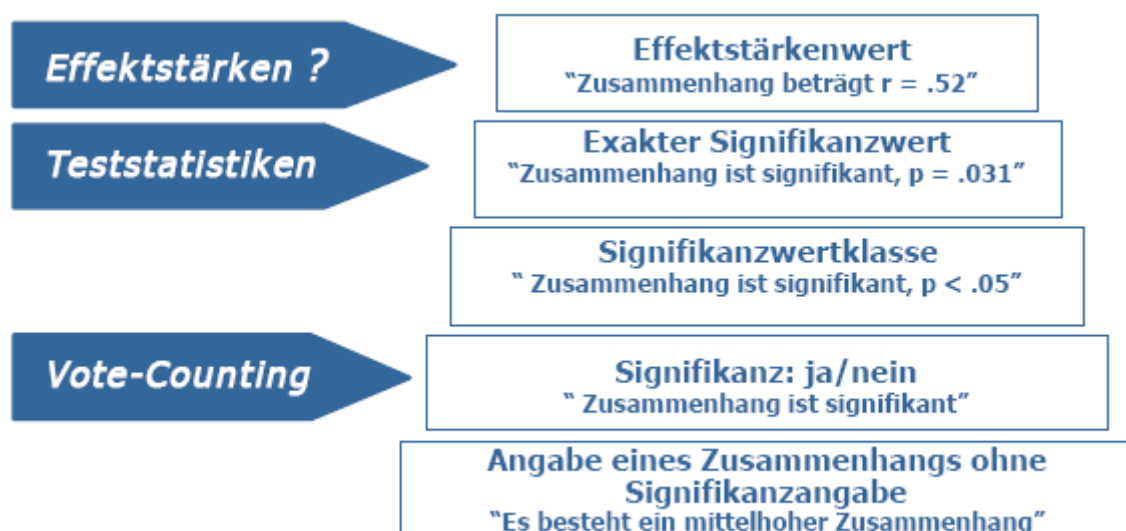 Effektstärken ?
Effektstärkenwert
“Zusammenhang beträgt r = .52”
Teststatistiken
Exakter Signifikanzwert
“Zusammenhang ist signifikant, p = .031”
Signifikanzwertklasse
“ Zusammenhang ist signifikant, p < .05”
Vote-Counting
Signifikanz: ja/nein
“ Zusammenhang ist signifikant”
Angabe eines Zusammenhangs ohne
Signifikanzangabe
“Es besteht ein mittelhoher Zusammenhang”